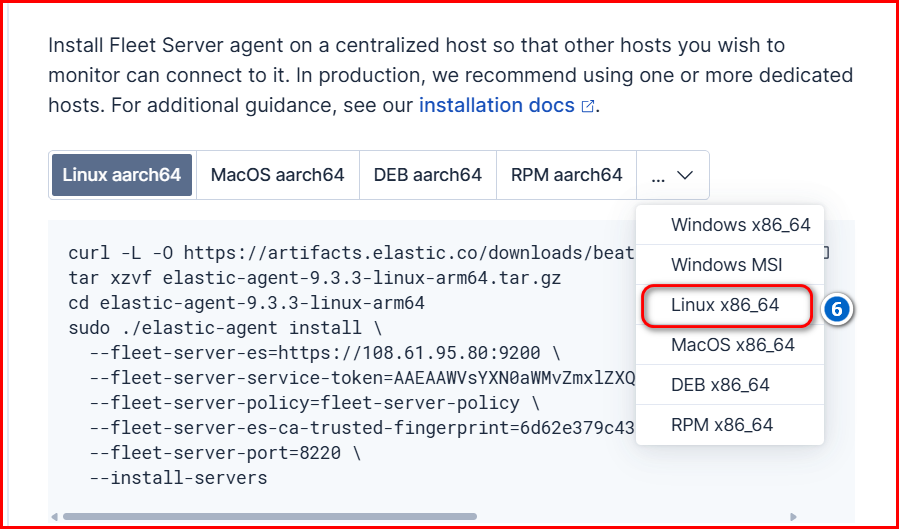 Install Fleet Server agent on a centralized host so that other hosts you wish to
monitor can connect to it. In production, we recommend using one or more dedicated
hosts. For additional guidance, see our installation docs.
Linux aarch64 MacOS aarch64 DEB aarch64 RPM aarch64 ...
Windows x86_64
Windows MSI
Linux x86_64
6
MacOS x86_64
DEB x86_64
RPM x86_64
curl -L -O https://artifacts.elastic.co/downloads/beat
tar xzvf elastic-agent-9.3.3-linux-arm64.tar.gz
cd elastic-agent-9.3.3-linux-arm64
sudo ./elastic-agent install \
--fleet-server-es=https://108.61.95.80:9200 \
--fleet-server-service-token=AAEAAWVsYXN0aWMvZmxlZXQ
--fleet-server-policy=fleet-server-policy \
--fleet-server-es-ca-trusted-fingerprint=6d62e379c43
--fleet-server-port=8220 \
--install-servers